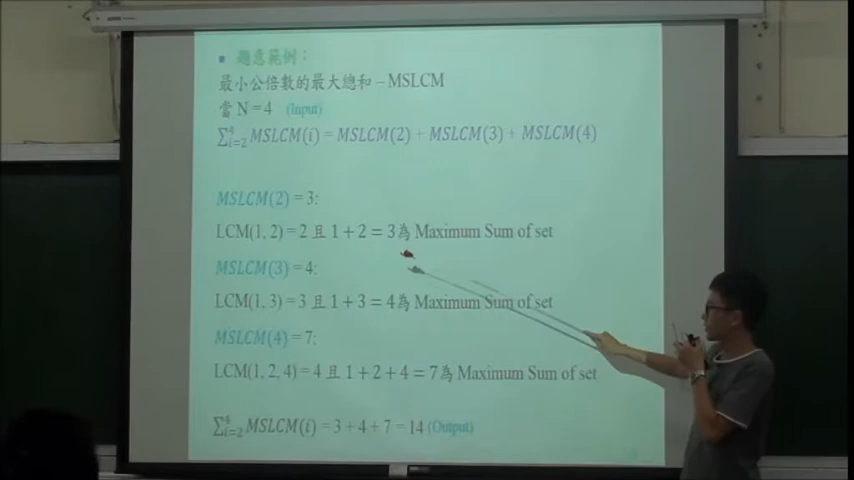 題意範例：
最小公倍數的最大總和 – MSLCM
當 N = 4 (Input)
∑⁴ᵢ₌₂ MSLCM(i) = MSLCM(2) + MSLCM(3) + MSLCM(4)
MSLCM(2) = 3:
LCM(1, 2) = 2 且 1 + 2 = 3為 Maximum Sum of set
MSLCM(3) = 4:
LCM(1, 3) = 3 且 1 + 3 = 4為 Maximum Sum of set
MSLCM(4) = 7:
LCM(1, 2, 4) = 4 且 1 + 2 + 4 = 7為 Maximum Sum of set
∑⁴ᵢ₌₂ MSLCM(i) = 3 + 4 + 7 = 14 (Output)